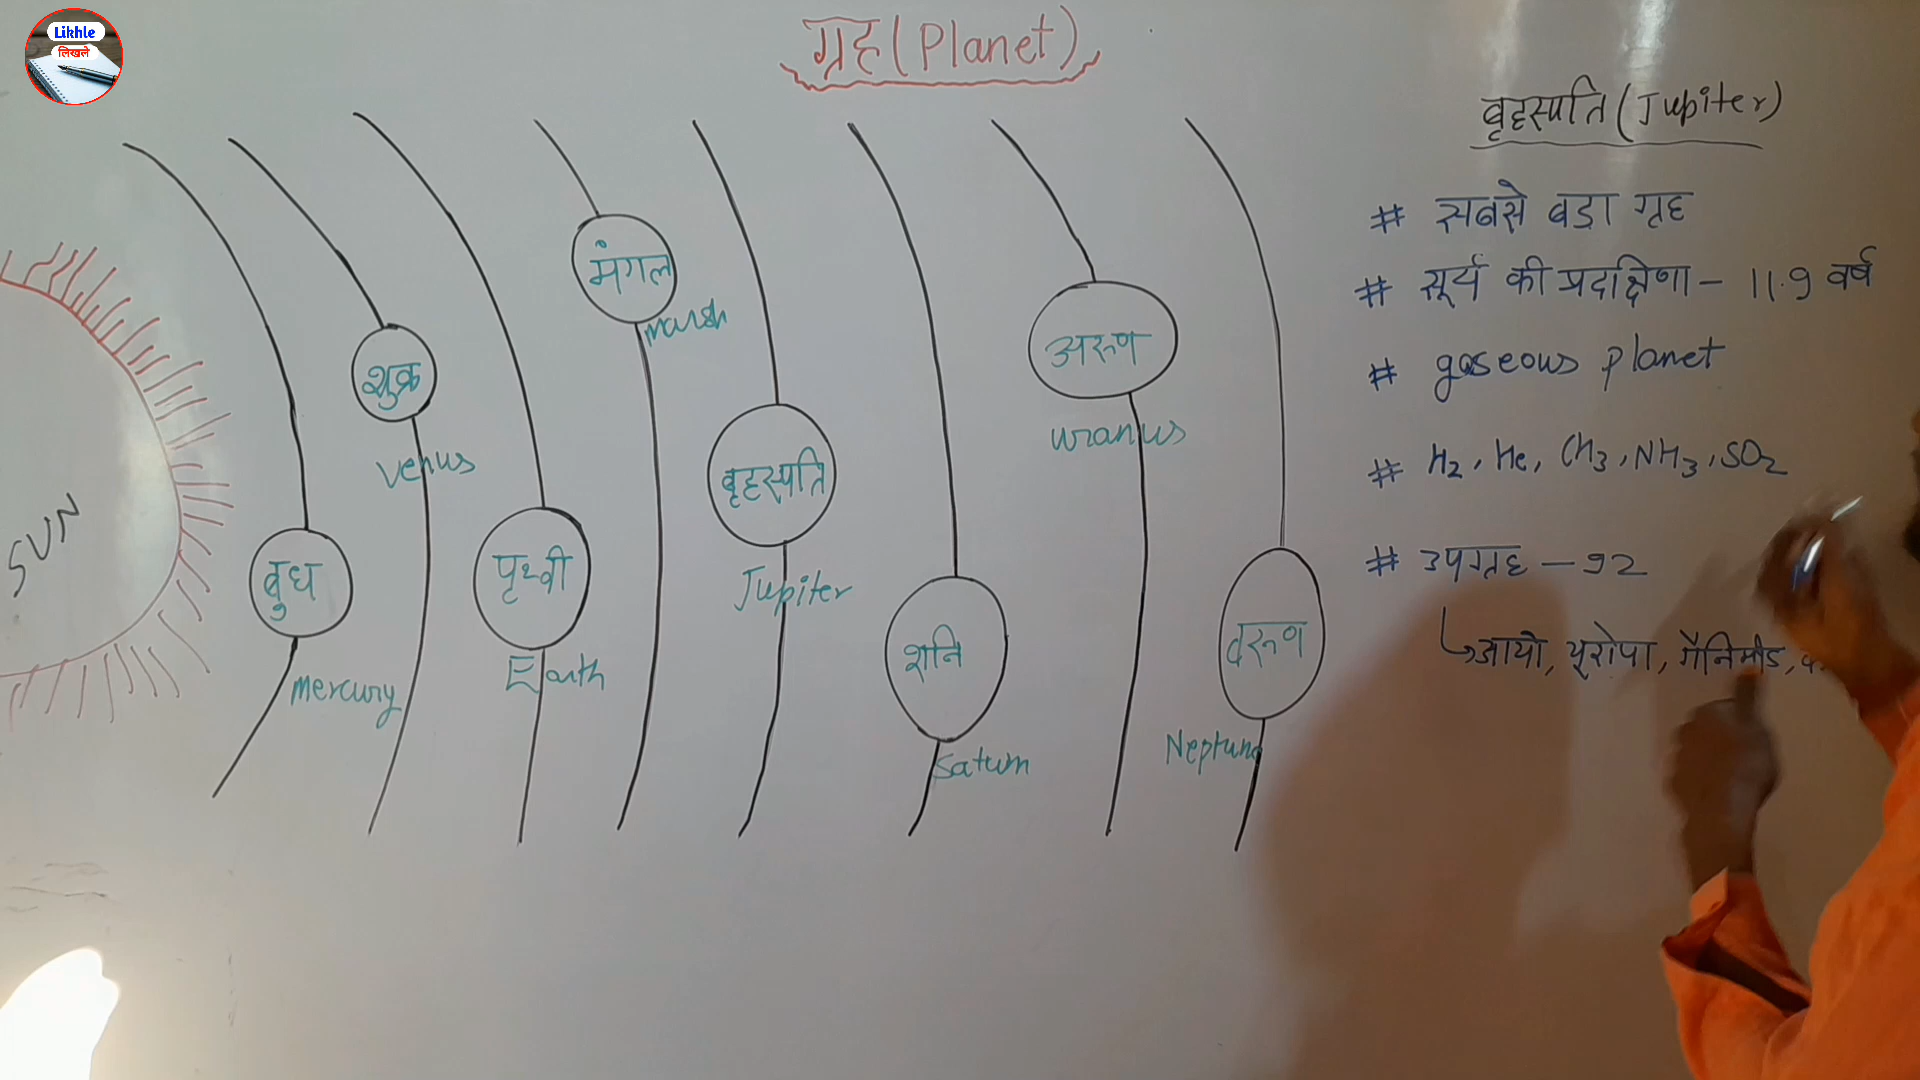 Likhle
लिखले
ग्रह (Planet)
SUN
बुध
mercury
शुक्र
venus
पृथ्वी
Earth
मंगल
marsh
बृहस्पति
Jupiter
शनि
Saturn
अरुण
uranus
वरुण
Neptune
बृहस्पति (Jupiter)
# सबसे बड़ा ग्रह
# सूर्य की प्रदक्षिणा - 11.9 वर्ष
# gaseous planet
# H2, He, CH3, NH3, SO2
# उपग्रह - 92
आयो, यूरोपा, गैनिमीड,